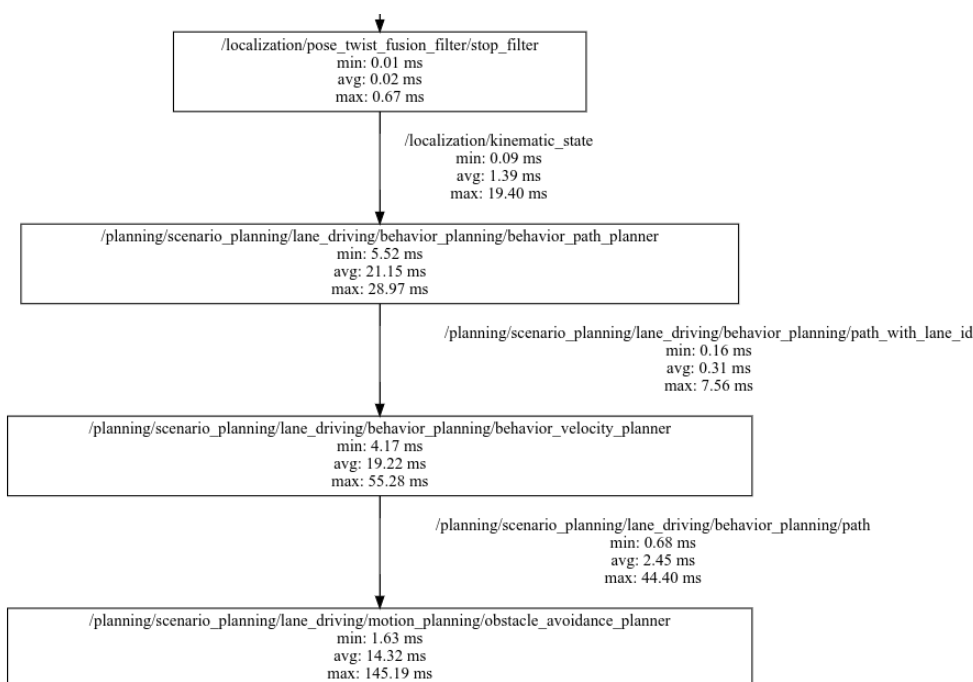 /localization/pose_twist_fusion_filter/stop_filter
min: 0.01 ms
avg: 0.02 ms
max: 0.67 ms
/localization/kinematic_state
min: 0.09 ms
avg: 1.39 ms
max: 19.40 ms
/planning/scenario_planning/lane_driving/behavior_planning/behavior_path_planner
min: 5.52 ms
avg: 21.15 ms
max: 28.97 ms
/planning/scenario_planning/lane_driving/behavior_planning/path_with_lane_id
min: 0.16 ms
avg: 0.31 ms
max: 7.56 ms
/planning/scenario_planning/lane_driving/behavior_planning/behavior_velocity_planner
min: 4.17 ms
avg: 19.22 ms
max: 55.28 ms
/planning/scenario_planning/lane_driving/behavior_planning/path
min: 0.68 ms
avg: 2.45 ms
max: 44.40 ms
/planning/scenario_planning/lane_driving/motion_planning/obstacle_avoidance_planner
min: 1.63 ms
avg: 14.32 ms
max: 145.19 ms